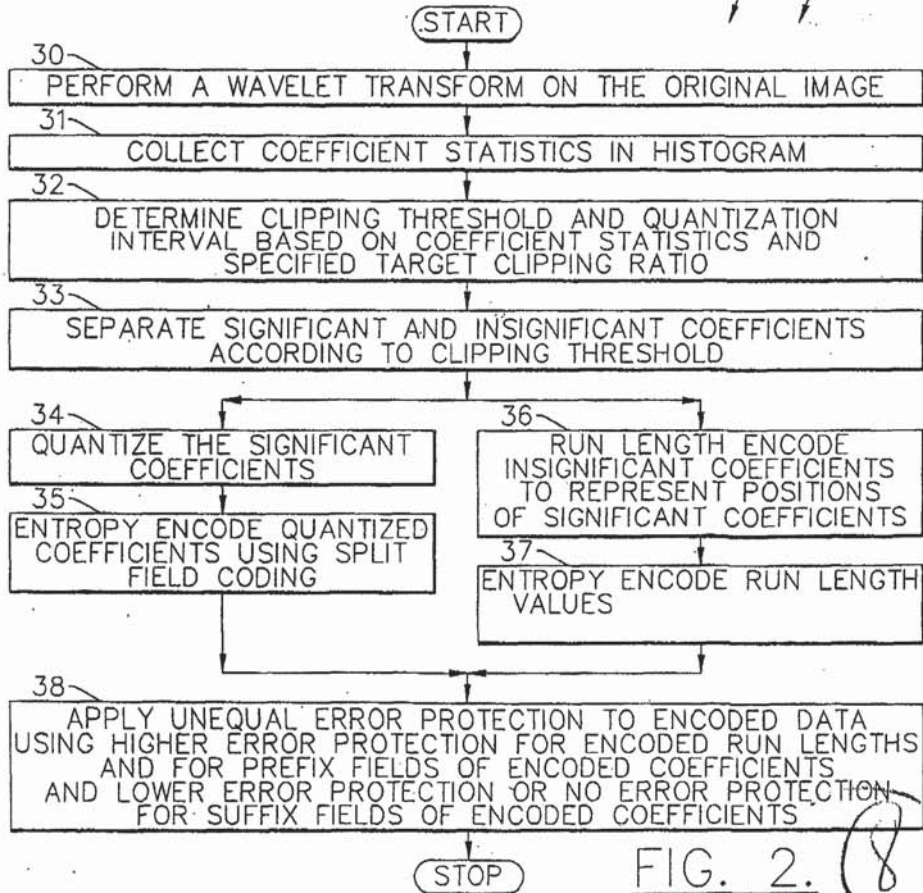 START
30
PERFORM A WAVELET TRANSFORM ON THE ORIGINAL IMAGE
31
COLLECT COEFFICIENT STATISTICS IN HISTOGRAM
32
DETERMINE CLIPPING THRESHOLD AND QUANTIZATION
INTERVAL BASED ON COEFFICIENT STATISTICS AND
SPECIFIED TARGET CLIPPING RATIO
33
SEPARATE SIGNIFICANT AND INSIGNIFICANT COEFFICIENTS
ACCORDING TO CLIPPING THRESHOLD
34
QUANTIZE THE SIGNIFICANT
COEFFICIENTS
35
ENTROPY ENCODE QUANTIZED
COEFFICIENTS USING SPLIT
FIELD CODING
36
RUN LENGTH ENCODE
INSIGNIFICANT COEFFICIENTS
TO REPRESENT POSITIONS
OF SIGNIFICANT COEFFICIENTS
37
ENTROPY ENCODE RUN LENGTH
VALUES
38
APPLY UNEQUAL ERROR PROTECTION TO ENCODED DATA
USING HIGHER ERROR PROTECTION FOR ENCODED RUN LENGTHS
AND FOR PREFIX FIELDS OF ENCODED COEFFICIENTS
AND LOWER ERROR PROTECTION OR NO ERROR PROTECTION
FOR SUFFIX FIELDS OF ENCODED COEFFICIENTS
STOP
FIG. 2.
8